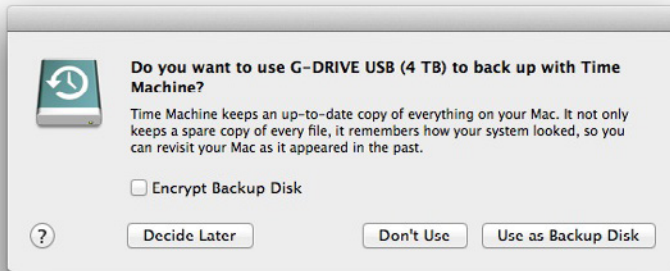 Do you want to use G-DRIVE USB (4 TB) to back up with Time
Machine?
Time Machine keeps an up-to-date copy of everything on your Mac. It not only
keeps a spare copy of every file, it remembers how your system looked, so you
can revisit your Mac as it appeared in the past.
Encrypt Backup Disk
? Decide Later Don't Use Use as Backup Disk